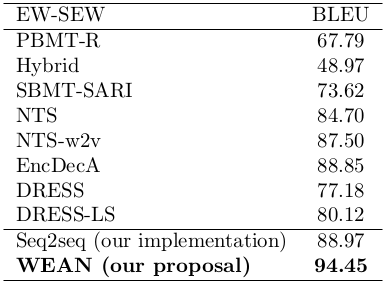 EW-SEW BLEU
PBMT-R 67.79
Hybrid 48.97
SBMT-SARI 73.62
NTS 84.70
NTS-w2v 87.50
EncDecA 88.85
DRESS 77.18
DRESS-LS 80.12
Seq2seq (our implementation) 88.97
WEAN (our proposal) 94.45